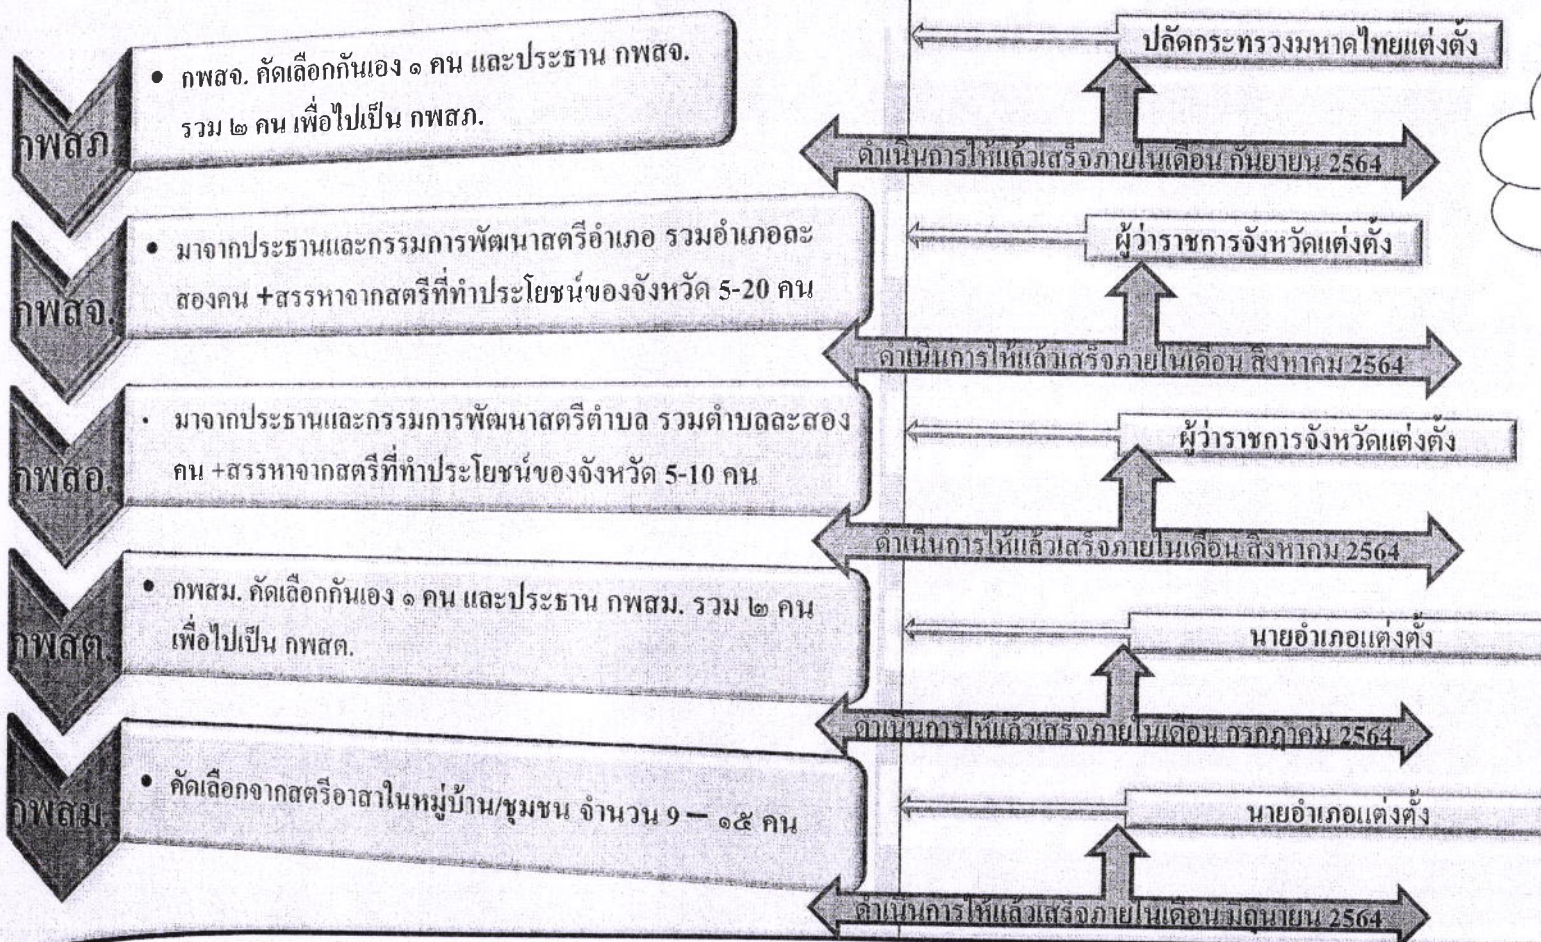 ปลัดกระทรวงมหาดไทยแต่งตั้ง
กพสภ
• กพสจ. คัดเลือกกันเอง ๑ คน และประธาน กพสจ.
รวม ๒ คน เพื่อไปเป็น กพสภ.
ดำเนินการให้แล้วเสร็จภายในเดือน กันยายน 2564
กพสจ.
• มาจากประธานและกรรมการพัฒนาสตรีอำเภอ รวมอำเภอละ
สองคน +สรรหาจากสตรีที่ทำประโยชน์ของจังหวัด 5-20 คน
ผู้ว่าราชการจังหวัดแต่งตั้ง
ดำเนินการให้แล้วเสร็จภายในเดือน สิงหาคม 2564
กพสอ.
· มาจากประธานและกรรมการพัฒนาสตรีตำบล รวมตำบลละสอง
คน +สรรหาจากสตรีที่ทำประโยชน์ของจังหวัด 5-10 คน
ผู้ว่าราชการจังหวัดแต่งตั้ง
ดำเนินการให้แล้วเสร็จภายในเดือน สิงหาคม 2564
กพสต.
• กพสม. คัดเลือกกันเอง ๑ คน และประธาน กพสม. รวม ๒ คน
เพื่อไปเป็น กพสต.
นายอำเภอแต่งตั้ง
ดำเนินการให้แล้วเสร็จภายในเดือน กรกฎาคม 2564
กพสม.
• คัดเลือกจากสตรีอาสาในหมู่บ้าน/ชุมชน จำนวน 9 – ๑๕ คน
นายอำเภอแต่งตั้ง
ดำเนินการให้แล้วเสร็จภายในเดือน มิถุนายน 2564